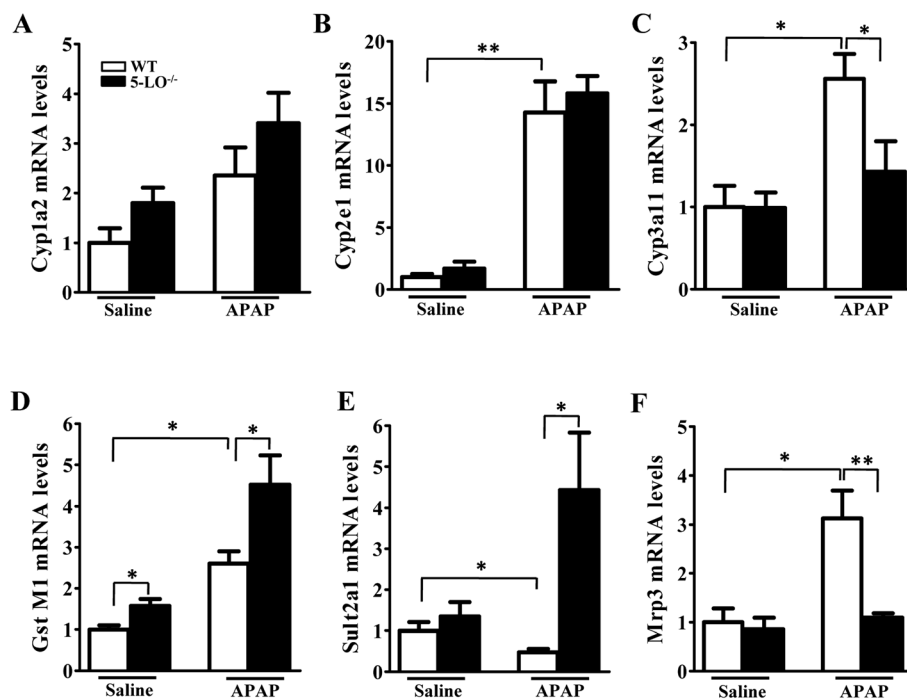 A
Cyp1a2 mRNA levels
5
4
3
2
1
0
WT
5-LO-/-
Saline
APAP
B
Cyp2e1 mRNA levels
20
15
10
5
0
**
Saline
APAP
C
Cyp3a11 mRNA levels
3
2
1
0
*
*
Saline
APAP
D
Gst M1 mRNA levels
6
5
4
3
2
1
0
*
*
*
Saline
APAP
E
Sult2a1 mRNA levels
6
4
2
1
0
*
*
Saline
APAP
F
Mrp3 mRNA levels
5
4
3
2
1
0
*
**
Saline
APAP